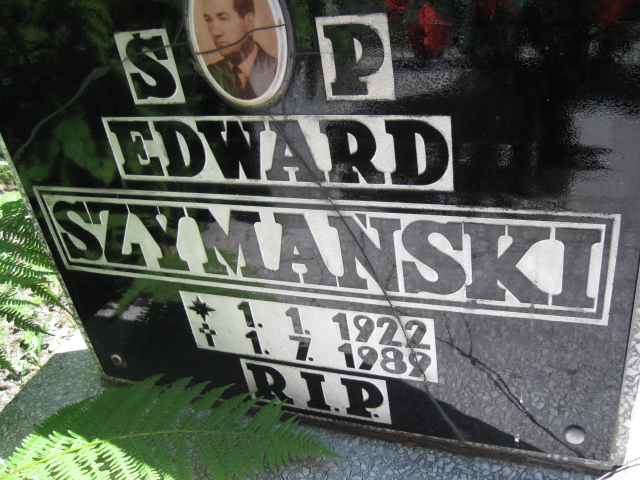 S P
EDWARD
SZYMANSKI
1. 1. 1922
1. 7. 1989
R.I.P.